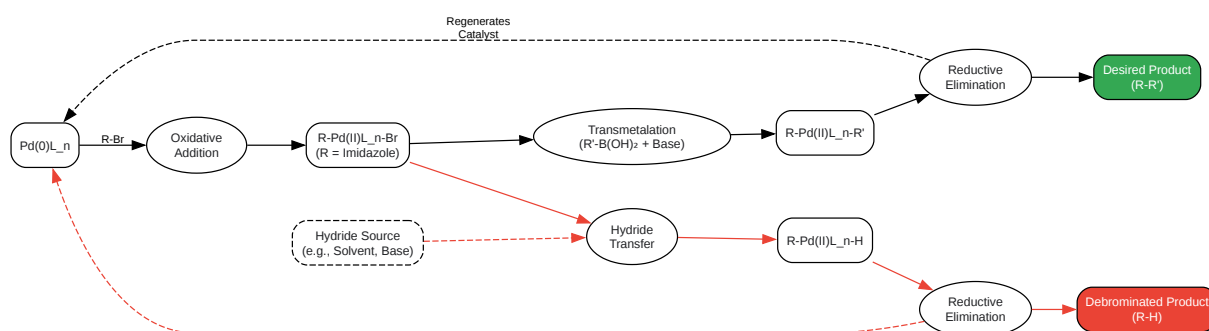 Regenerates
Catalyst
Reductive
Elimination
Desired Product
(R-R')
Pd(0)L_n
R-Br
Oxidative
Addition
R-Pd(II)L_n-Br
(R = Imidazole)
Transmetalation
(R'-B(OH)₂ + Base)
R-Pd(II)L_n-R'
Hydride Source
(e.g., Solvent, Base)
Hydride
Transfer
R-Pd(II)L_n-H
Reductive
Elimination
Debrominated Product
(R-H)